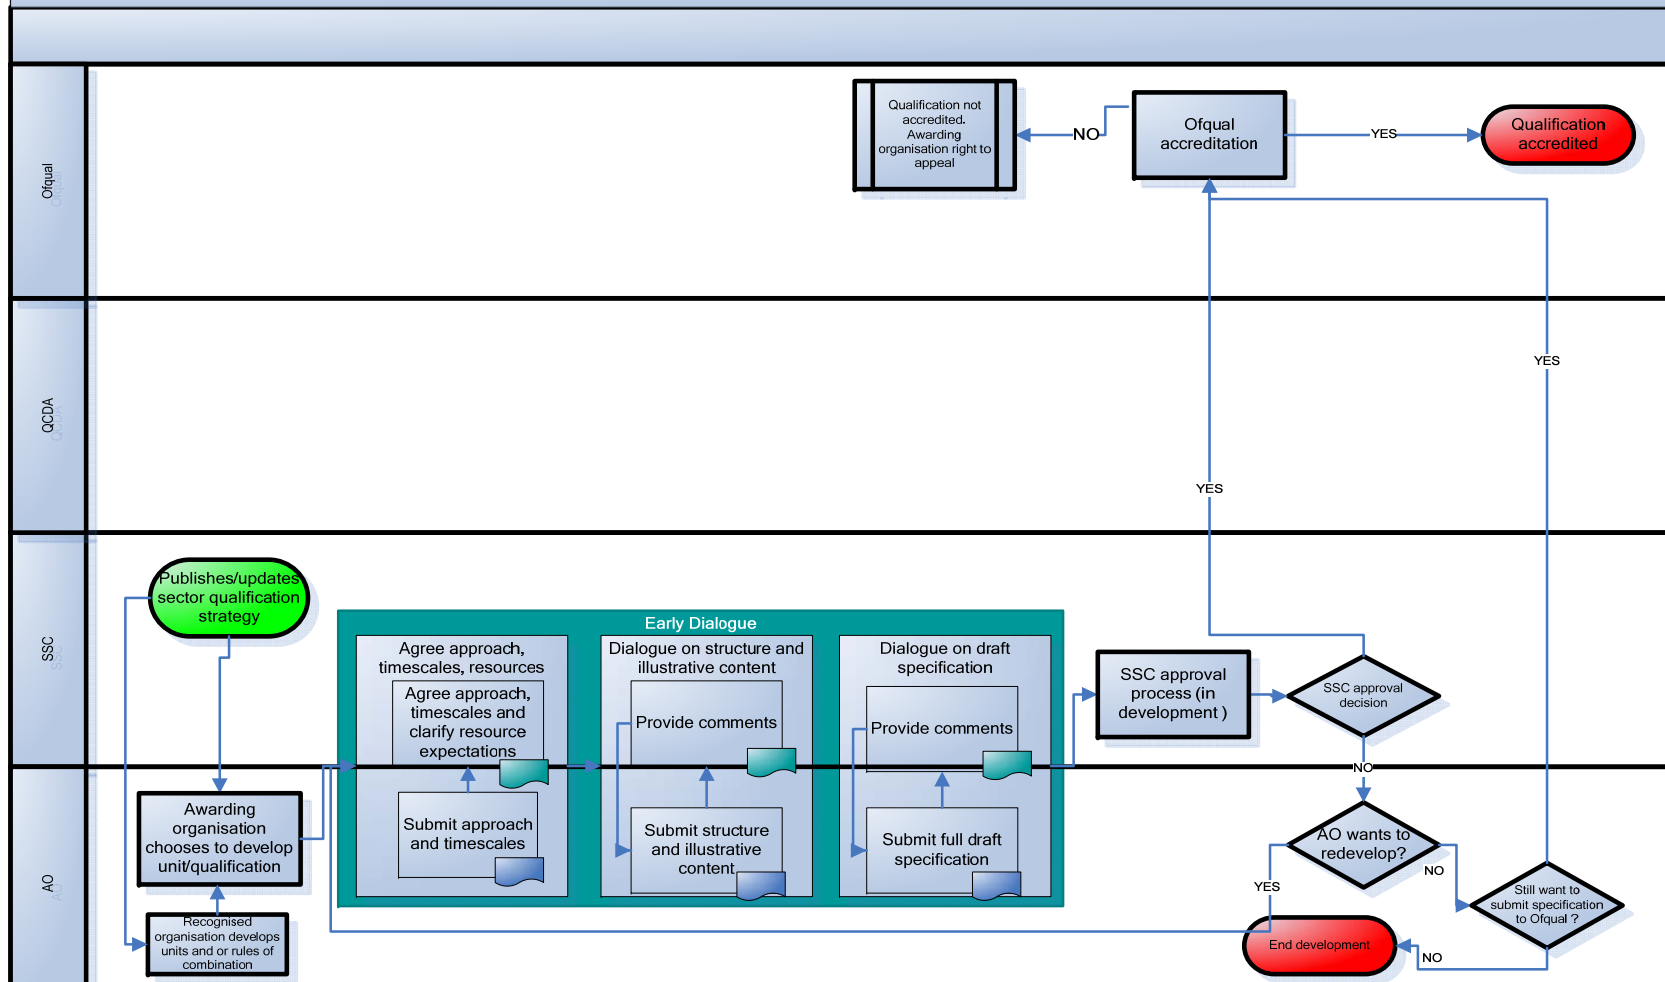 Ofqual
Qualification not
accredited.
Awarding
organisation right to
appeal
NO
Ofqual
accreditation
YES
Qualification
accredited
QCDA
YES
YES
SSC
Publishes/updates
sector qualification
strategy
Early Dialogue
Agree approach,
timescales, resources
Agree approach,
timescales and
clarify resource
expectations
Dialogue on structure and
illustrative content
Provide comments
Dialogue on draft
specification
Provide comments
SSC approval
process (in
development )
SSC approval
decision
NO
AO
Awarding
organisation
chooses to develop
unit/qualification
Recognised
organisation develops
units and or rules of
combination
Submit approach
and timescales
Submit structure
and illustrative
content
Submit full draft
specification
AO wants to
redevelop?
YES
NO
Still want to
submit specification
to Ofqual ?
NO
End development